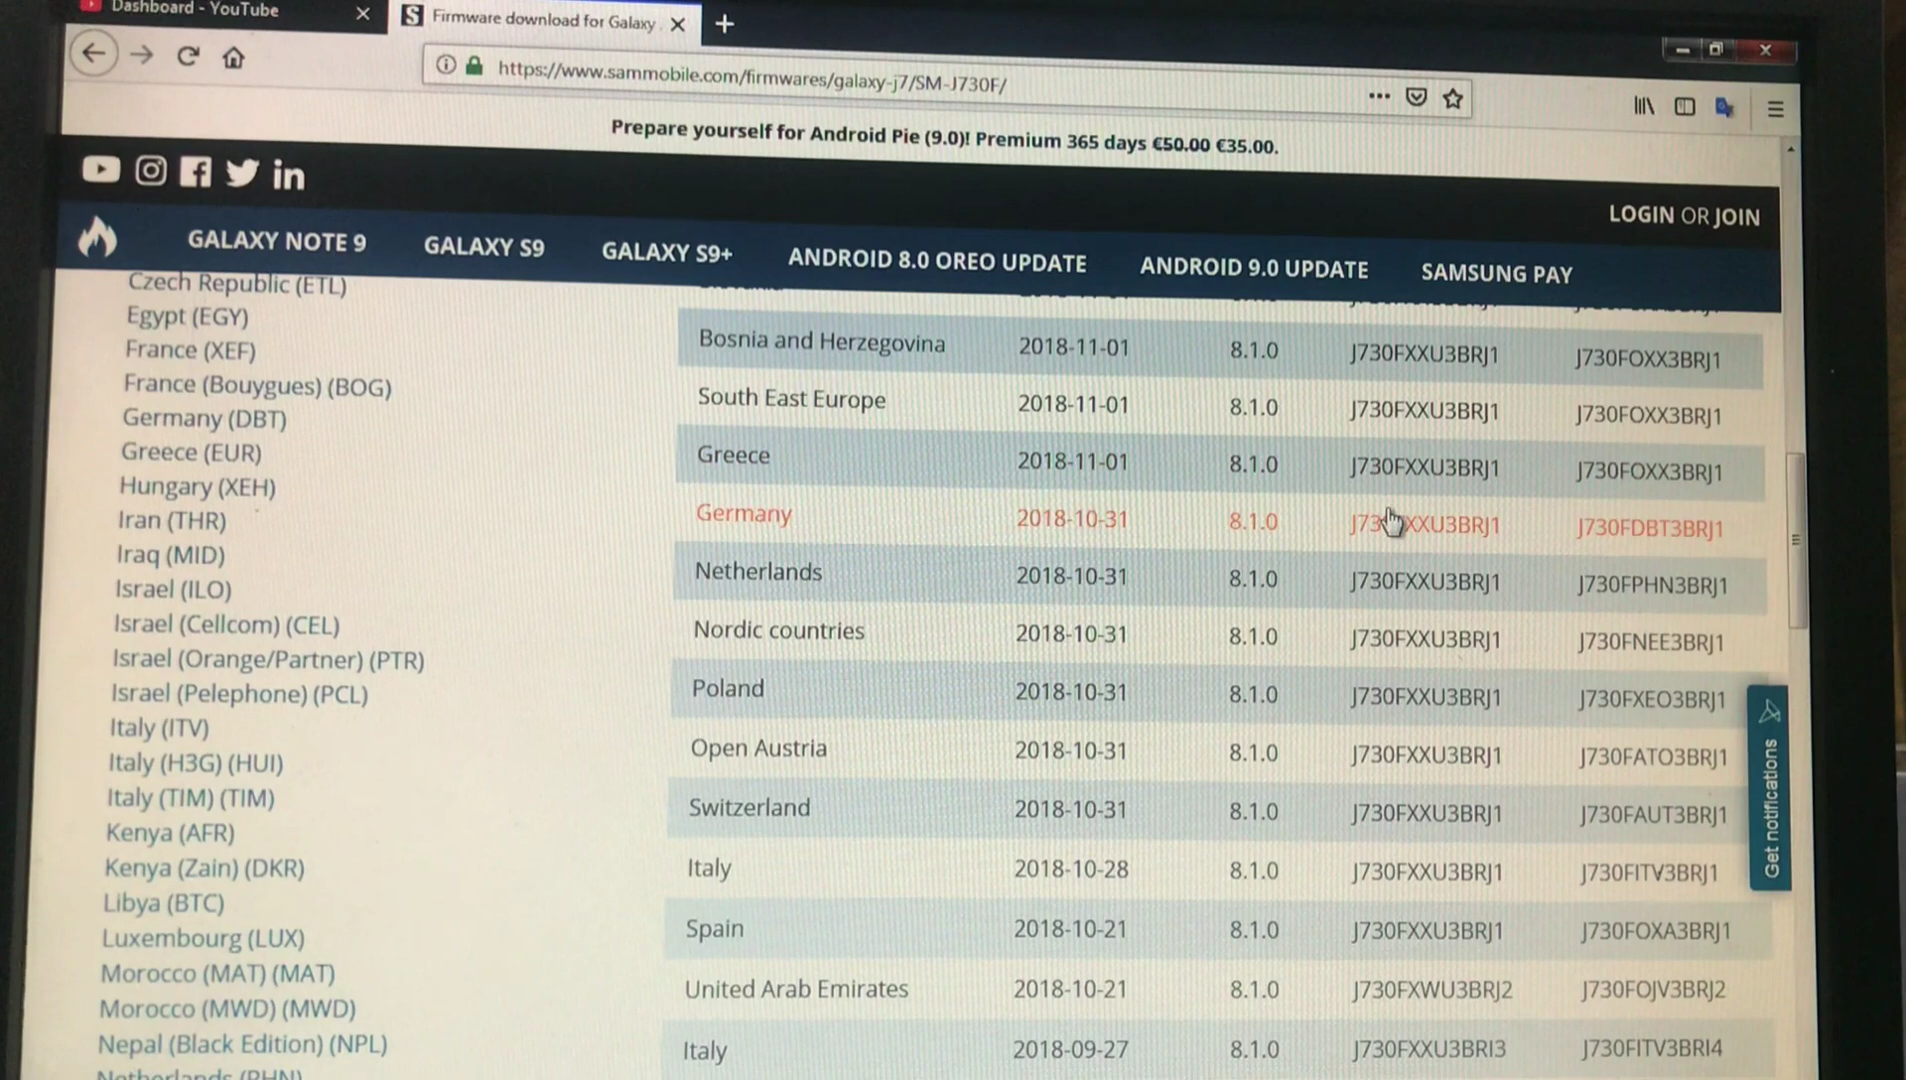 Dashboard - YouTube
Firmware download for Galaxy
https://www.sammobile.com/firmwares/galaxy-j7/SM-J730F/
Prepare yourself for Android Pie (9.0)! Premium 365 days €50.00 €35.00.
LOGIN OR JOIN
GALAXY NOTE 9 GALAXY S9 GALAXY S9+ ANDROID 8.0 OREO UPDATE ANDROID 9.0 UPDATE SAMSUNG PAY
Czech Republic (ETL)
Egypt (EGY)
France (XEF)
France (Bouygues) (BOG)
Germany (DBT)
Greece (EUR)
Hungary (XEH)
Iran (THR)
Iraq (MID)
Israel (ILO)
Israel (Cellcom) (CEL)
Israel (Orange/Partner) (PTR)
Israel (Pelephone) (PCL)
Italy (ITV)
Italy (H3G) (HUI)
Italy (TIM) (TIM)
Kenya (AFR)
Kenya (Zain) (DKR)
Libya (BTC)
Luxembourg (LUX)
Morocco (MAT) (MAT)
Morocco (MWD) (MWD)
Nepal (Black Edition) (NPL)
Netherlands (PHN)
Bosnia and Herzegovina 2018-11-01 8.1.0 J730FXXU3BRJ1 J730FOXX3BRJ1
South East Europe 2018-11-01 8.1.0 J730FXXU3BRJ1 J730FOXX3BRJ1
Greece 2018-11-01 8.1.0 J730FXXU3BRJ1 J730FOXX3BRJ1
Germany 2018-10-31 8.1.0 J730FXXU3BRJ1 J730FDBT3BRJ1
Netherlands 2018-10-31 8.1.0 J730FXXU3BRJ1 J730FPHN3BRJ1
Nordic countries 2018-10-31 8.1.0 J730FXXU3BRJ1 J730FNEE3BRJ1
Poland 2018-10-31 8.1.0 J730FXXU3BRJ1 J730FXEO3BRJ1
Open Austria 2018-10-31 8.1.0 J730FXXU3BRJ1 J730FATO3BRJ1
Switzerland 2018-10-31 8.1.0 J730FXXU3BRJ1 J730FAUT3BRJ1
Italy 2018-10-28 8.1.0 J730FXXU3BRJ1 J730FITV3BRJ1
Spain 2018-10-21 8.1.0 J730FXXU3BRJ1 J730FOXA3BRJ1
United Arab Emirates 2018-10-21 8.1.0 J730FXWU3BRJ2 J730FOJV3BRJ2
Italy 2018-09-27 8.1.0 J730FXXU3BRI3 J730FITV3BRI4
Get notifications